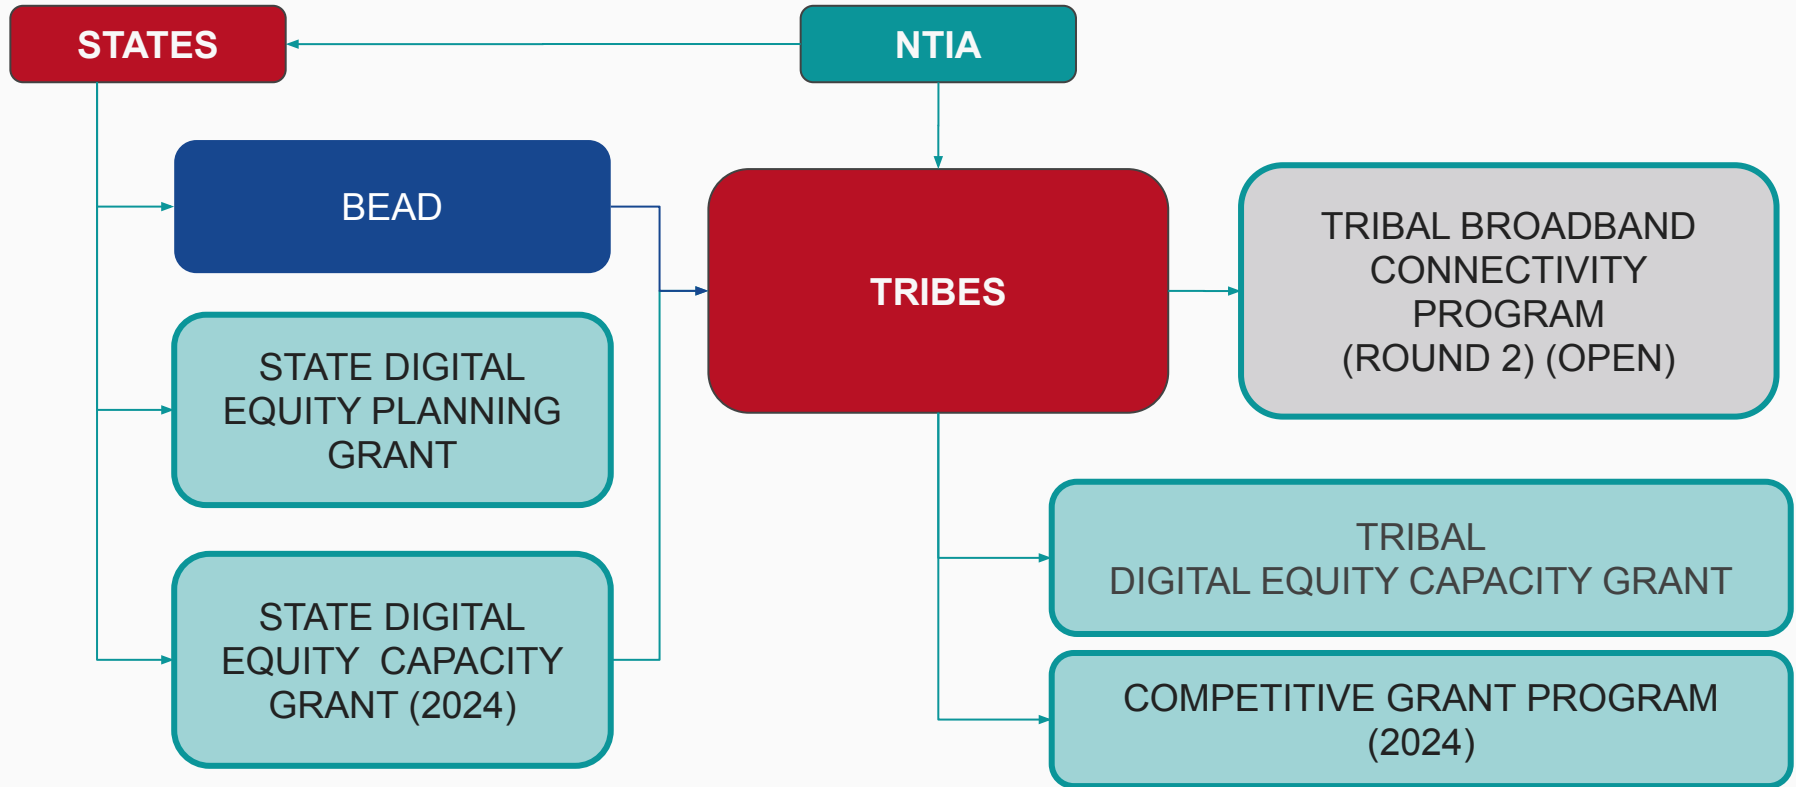 STATES
NTIA
BEAD
STATE DIGITAL
EQUITY PLANNING
GRANT
STATE DIGITAL
EQUITY CAPACITY
GRANT (2024)
TRIBES
TRIBAL BROADBAND
CONNECTIVITY
PROGRAM
(ROUND 2) (OPEN)
TRIBAL
DIGITAL EQUITY CAPACITY GRANT
COMPETITIVE GRANT PROGRAM
(2024)